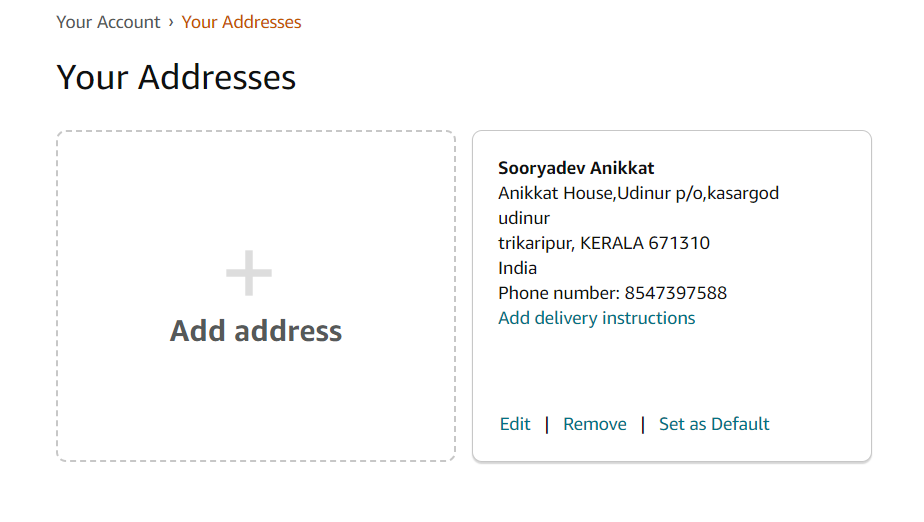 Your Account › Your Addresses
Your Addresses
Add address
Sooryadev Anikkat
Anikkat House,Udinur p/o,kasargod
udinur
trikaripur, KERALA 671310
India
Phone number: 8547397588
Add delivery instructions
Edit | Remove | Set as Default